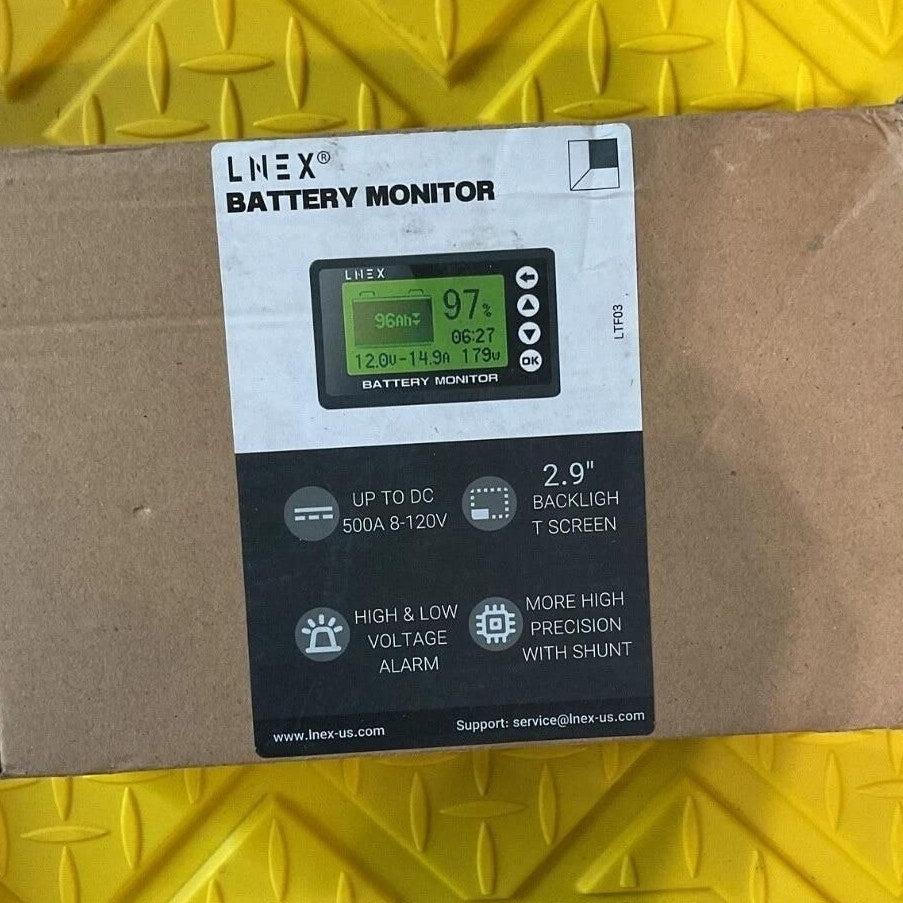 LNEX®
BATTERY MONITOR
LNEX
97%
96Ah
06:27
12.0V-14.9A 179W
OK
BATTERY MONITOR
LTF03
UP TO DC
500A 8-120V
2.9"
BACKLIGH
T SCREEN
HIGH & LOW
VOLTAGE
ALARM
MORE HIGH
PRECISION
WITH SHUNT
www.lnex-us.com
Support: service@lnex-us.com